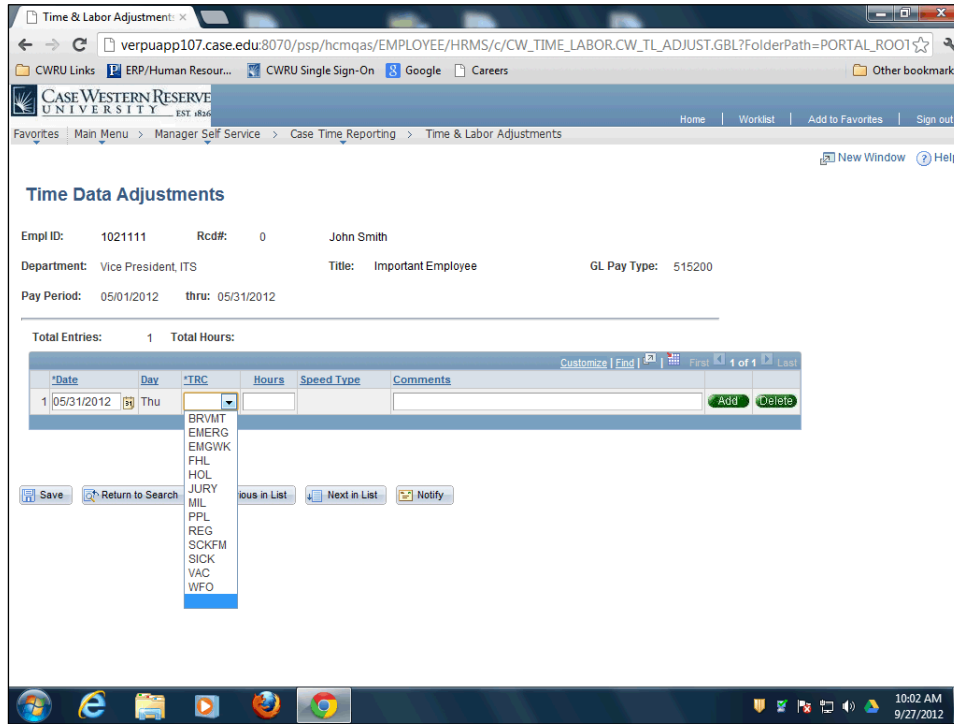 Time & Labor Adjustments ×
verpuapp107.case.edu:8070/psp/hcmqas/EMPLOYEE/HRMS/c/CW_TIME_LABOR.CW_TL_ADJUST.GBL?FolderPath=PORTAL_ROOT
CWRU Links ERP/Human Resour... CWRU Single Sign-On Google Careers Other bookmark
CASE WESTERN RESERVE
UNIVERSITY EST. 1826
Home | Worklist | Add to Favorites | Sign out
Favorites | Main Menu > Manager Self Service > Case Time Reporting > Time & Labor Adjustments
New Window ? Help
Time Data Adjustments
Empl ID: 1021111 Rcd#: 0 John Smith
Department: Vice President, ITS Title: Important Employee GL Pay Type: 515200
Pay Period: 05/01/2012 thru: 05/31/2012
Total Entries: 1 Total Hours:
Customize | Find | | First 1 of 1 Last
*Date Day *TRC Hours Speed Type Comments
1 05/31/2012 31 Thu Add Delete
BRVMT
EMERG
EMGWK
FHL
HOL
JURY
MIL
PPL
REG
SCKFM
SICK
VAC
WFO
Save Return to Search ious in List Next in List Notify
10:02 AM
9/27/2012